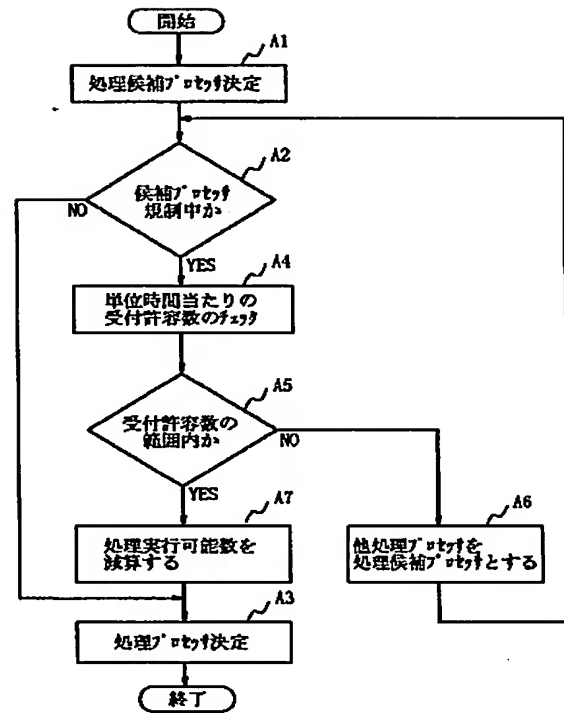 開始
A1
処理候補プロセッサ決定
A2
候補プロセッサ
規制中か
NO
YES
A4
単位時間当たりの
受付許容数のチェック
A5
受付許容数の
範囲内か
NO
YES
A7
処理実行可能数を
減算する
A6
他処理プロセッサを
処理候補プロセッサとする
A3
処理プロセッサ決定
終了